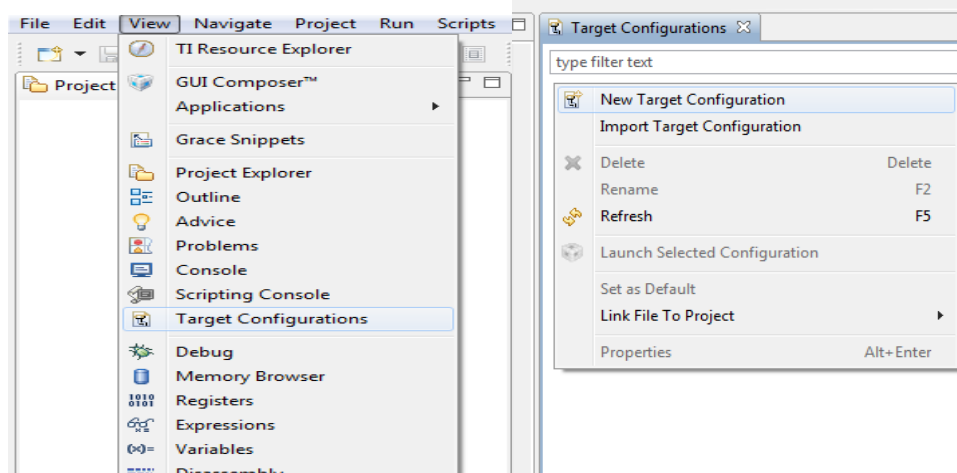 File Edit View Navigate Project Run Scripts
TI Resource Explorer
Project
GUI Composer™
Applications
Grace Snippets
Project Explorer
Outline
Advice
Problems
Console
Scripting Console
Target Configurations
Debug
Memory Browser
Registers
Expressions
Variables
Disassembly
Target Configurations
type filter text
New Target Configuration
Import Target Configuration
Delete Delete
Rename F2
Refresh F5
Launch Selected Configuration
Set as Default
Link File To Project
Properties Alt+Enter